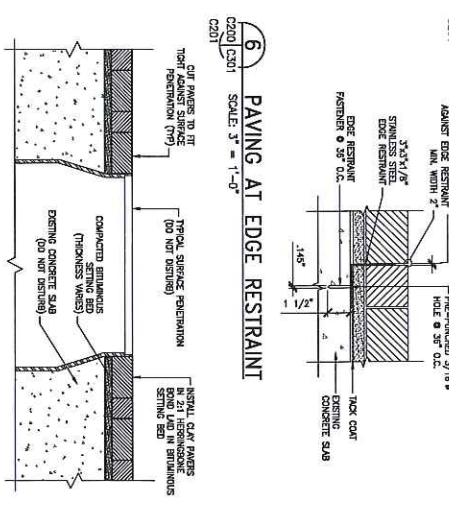 AGAINST EDGE RESTRAINT
MIN. WIDTH 2"
3"x3"x1/8"
STAINLESS STEEL
EDGE RESTRAINT
EDGE RESTRAINT
FASTENER @ 36" O.C.
HOLE @ 36" O.C.
.145"
1 1/2"
TACK COAT
EXISTING
CONCRETE SLAB
6
C200 C301
C201
PAVING AT EDGE RESTRAINT
SCALE: 3" = 1'-0"
CUT PAVERS TO FIT
TIGHT AGAINST SURFACE
PENETRATION (TYP)
TYPICAL SURFACE PENETRATION
(DO NOT DISTURB)
INSTALL CLAY PAVERS
IN 2:1 HERRINGBONE
BOND LAID IN BITUMINOUS
SETTING BED
COMPACTED BITUMINOUS
SETTING BED
(THICKNESS VARIES)
EXISTING CONCRETE SLAB
(DO NOT DISTURB)